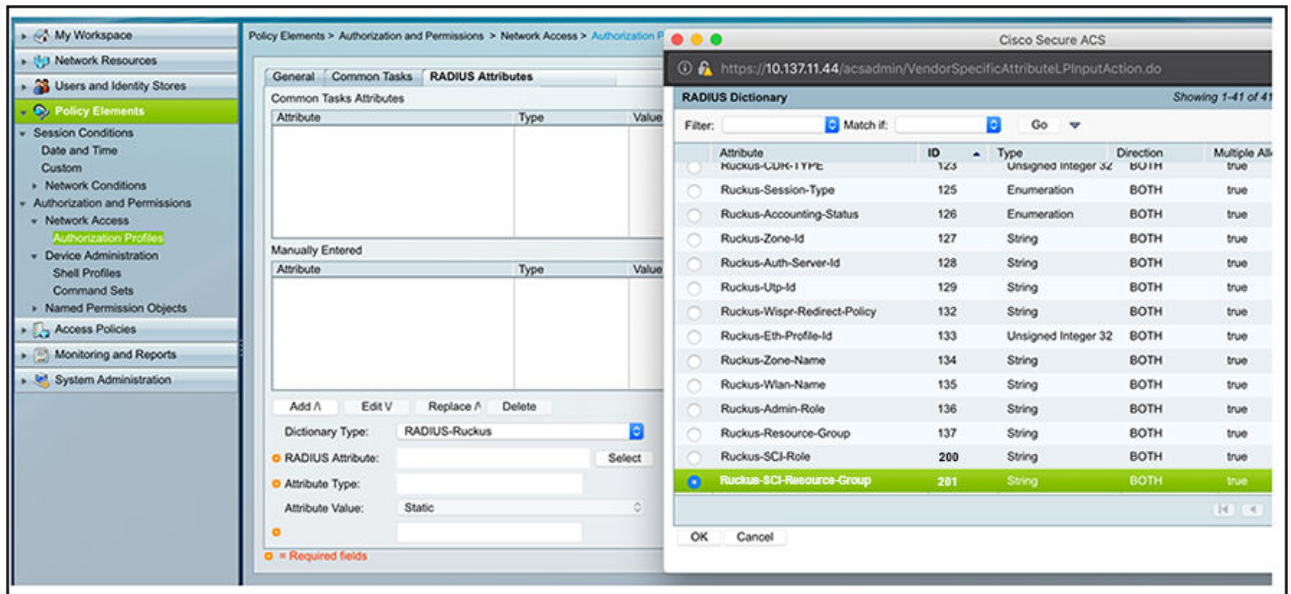 My Workspace
Network Resources
Users and Identity Stores
Policy Elements
Session Conditions
Date and Time
Custom
Network Conditions
Authorization and Permissions
Network Access
Authorization Profiles
Device Administration
Shell Profiles
Command Sets
Named Permission Objects
Access Policies
Monitoring and Reports
System Administration
Policy Elements > Authorization and Permissions > Network Access > Authorization P
General Common Tasks RADIUS Attributes
Common Tasks Attributes
Attribute Type Value
Manually Entered
Attribute Type Value
Add /\ Edit V Replace /\ Delete
Dictionary Type: RADIUS-Ruckus
RADIUS Attribute: Select
Attribute Type:
Attribute Value: Static
= Required fields
Cisco Secure ACS
https://10.137.11.44/acsadmin/VendorSpecificAttributeLPInputAction.do
RADIUS Dictionary Showing 1-41 of 41
Filter: Match if: Go
Attribute ID Type Direction Multiple All
Ruckus-CDR-TYPE 123 Unsigned Integer 32 BOTH true
Ruckus-Session-Type 125 Enumeration BOTH true
Ruckus-Accounting-Status 126 Enumeration BOTH true
Ruckus-Zone-Id 127 String BOTH true
Ruckus-Auth-Server-Id 128 String BOTH true
Ruckus-Utp-Id 129 String BOTH true
Ruckus-Wispr-Redirect-Policy 132 String BOTH true
Ruckus-Eth-Profile-Id 133 Unsigned Integer 32 BOTH true
Ruckus-Zone-Name 134 String BOTH true
Ruckus-Wlan-Name 135 String BOTH true
Ruckus-Admin-Role 136 String BOTH true
Ruckus-Resource-Group 137 String BOTH true
Ruckus-SCI-Role 200 String BOTH true
Ruckus-SCI-Resource-Group 201 String BOTH true
OK Cancel